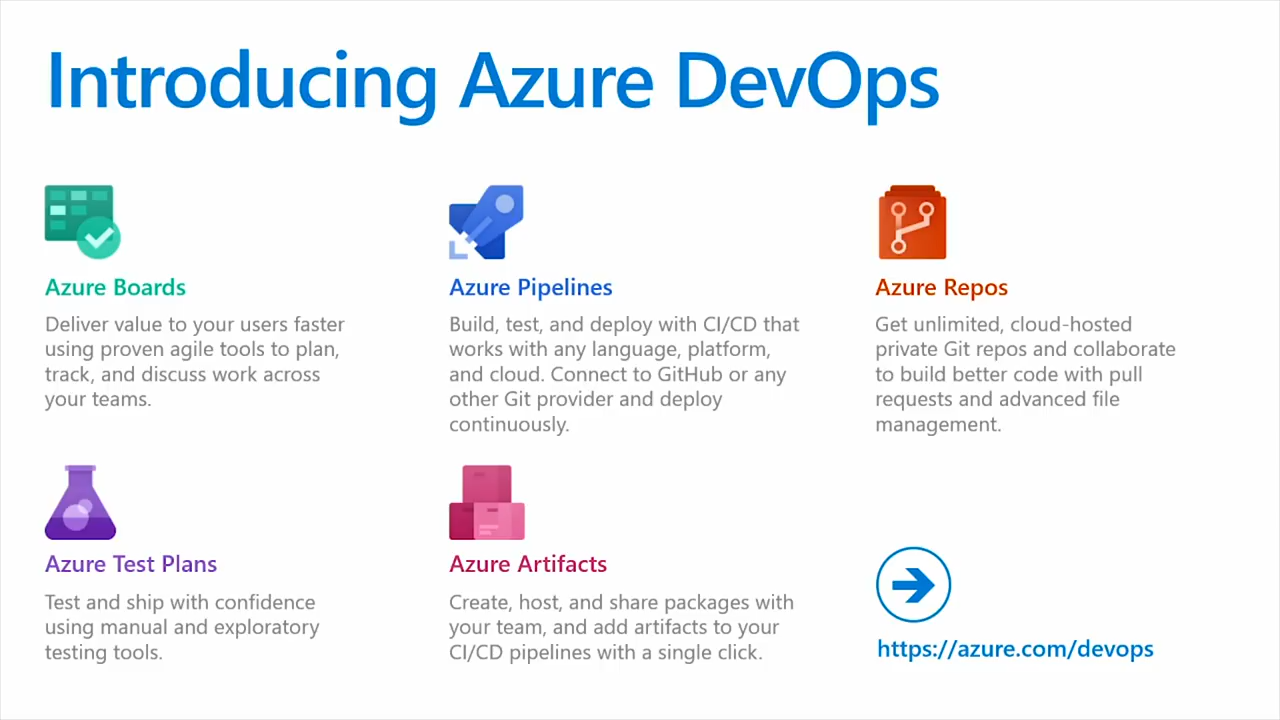 Introducing Azure DevOps
Azure Boards
Deliver value to your users faster
using proven agile tools to plan,
track, and discuss work across
your teams.
Azure Pipelines
Build, test, and deploy with CI/CD that
works with any language, platform,
and cloud. Connect to GitHub or any
other Git provider and deploy
continuously.
Azure Repos
Get unlimited, cloud-hosted
private Git repos and collaborate
to build better code with pull
requests and advanced file
management.
Azure Test Plans
Test and ship with confidence
using manual and exploratory
testing tools.
Azure Artifacts
Create, host, and share packages with
your team, and add artifacts to your
CI/CD pipelines with a single click.
https://azure.com/devops